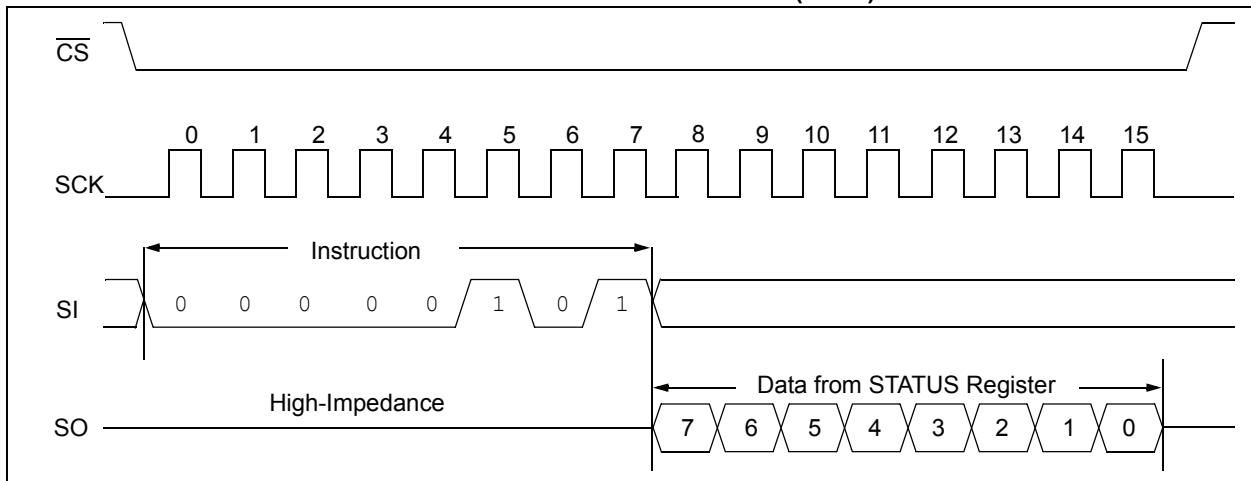 CS
0 1 2 3 4 5 6 7 8 9 10 11 12 13 14 15
SCK
Instruction
SI 0 0 0 0 0 1 0 1
Data from STATUS Register
High-Impedance
SO 7 6 5 4 3 2 1 0